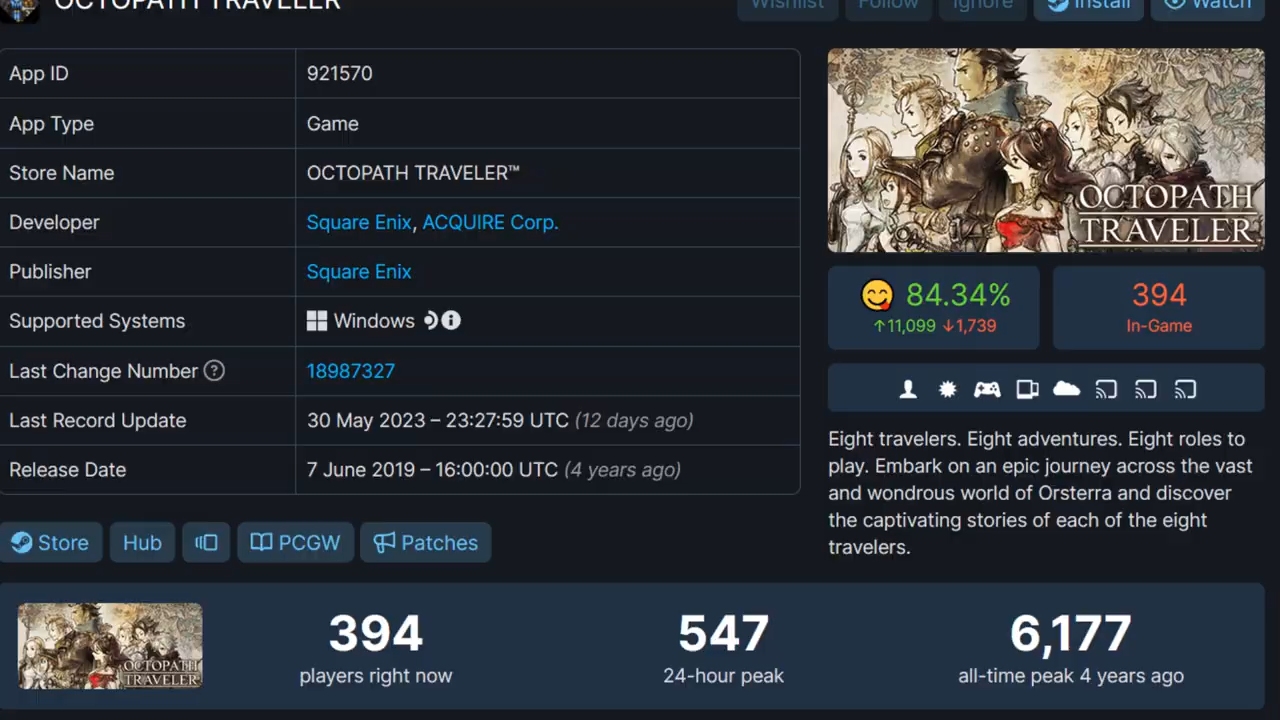 OCTOPATH TRAVELER
Wishlist Follow Ignore Install Watch
App ID 921570
App Type Game
Store Name OCTOPATH TRAVELER™
Developer Square Enix, ACQUIRE Corp.
Publisher Square Enix
Supported Systems Windows
Last Change Number ? 18987327
Last Record Update 30 May 2023 – 23:27:59 UTC (12 days ago)
Release Date 7 June 2019 – 16:00:00 UTC (4 years ago)
Store Hub PCGW Patches
OCTOPATH
TRAVELER
84.34%
↑11,099 ↓1,739
394
In-Game
Eight travelers. Eight adventures. Eight roles to
play. Embark on an epic journey across the vast
and wondrous world of Orsterra and discover
the captivating stories of each of the eight
travelers.
OCTOPATH
TRAVELER
394
players right now
547
24-hour peak
6,177
all-time peak 4 years ago